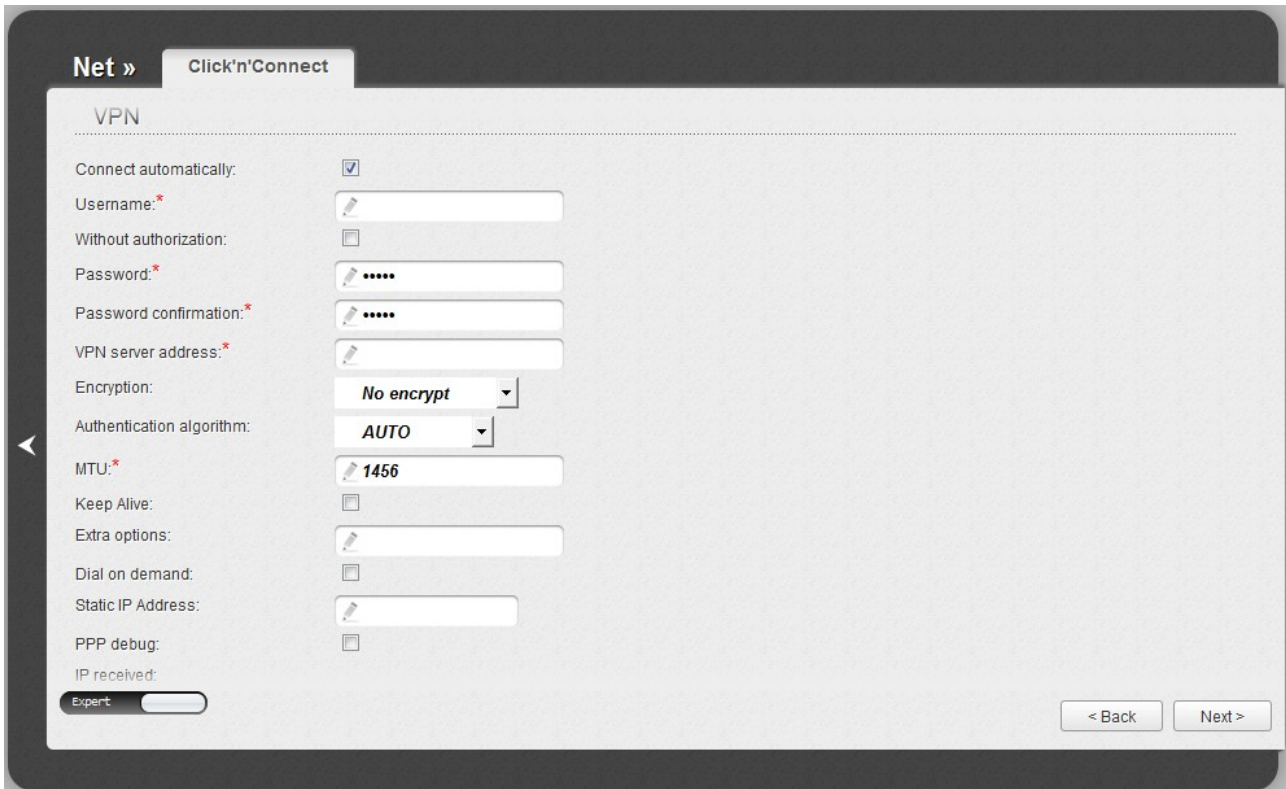 Net »
Click'n'Connect
VPN
Connect automatically:
Username:*
Without authorization:
Password:* •••••
Password confirmation:* •••••
VPN server address:*
Encryption: No encrypt
Authentication algorithm: AUTO
MTU:* 1456
Keep Alive:
Extra options:
Dial on demand:
Static IP Address:
PPP debug:
IP received:
Expert
< Back
Next >